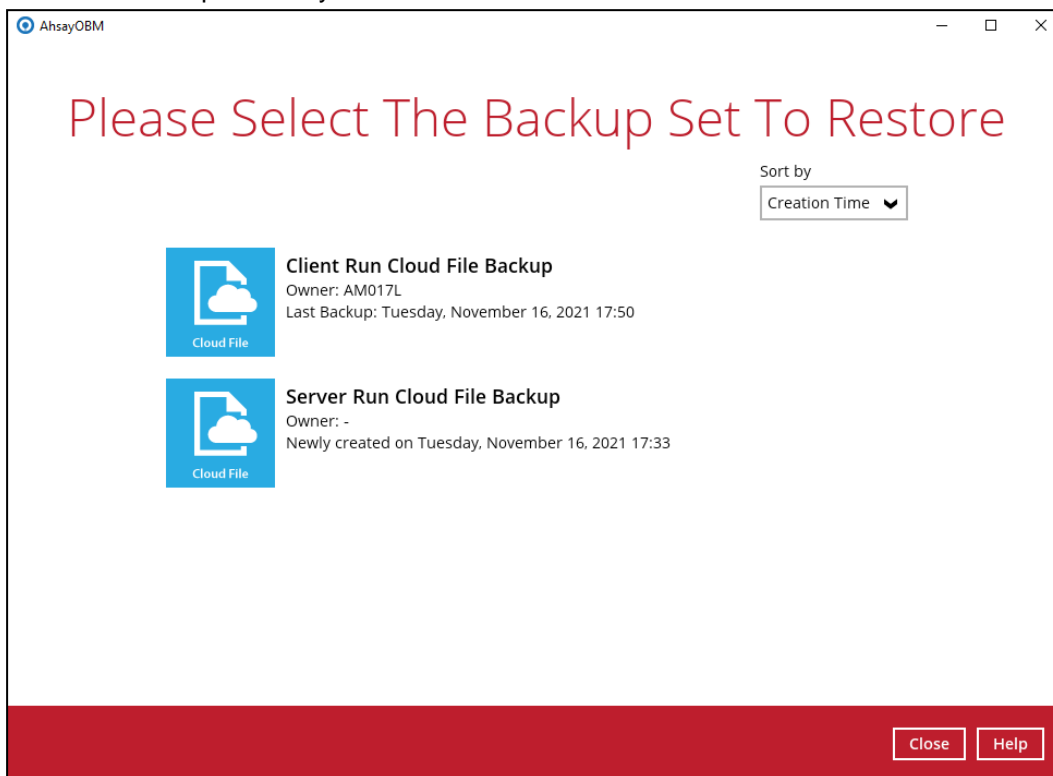 AhsayOBM
Please Select The Backup Set To Restore
Sort by
Creation Time
Client Run Cloud File Backup
Owner: AM017L
Last Backup: Tuesday, November 16, 2021 17:50
Cloud File
Server Run Cloud File Backup
Owner: -
Newly created on Tuesday, November 16, 2021 17:33
Cloud File
Close Help